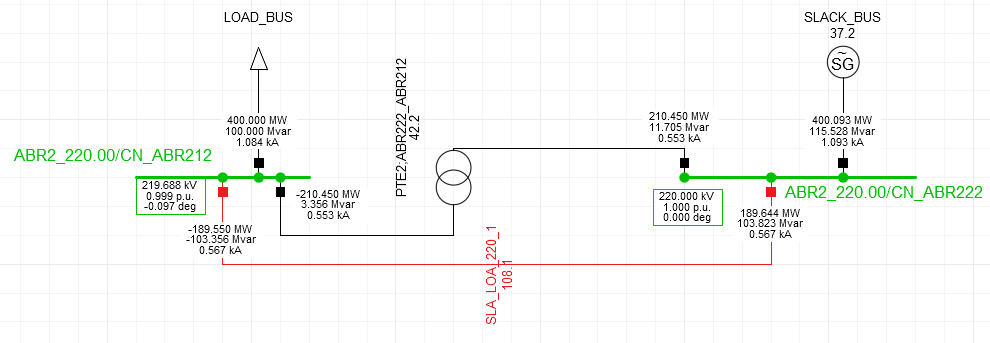 LOAD_BUS
SLACK_BUS
37.2
~
SG
PTE2;ABR222_ABR212
42.2
400.000 MW
100.000 Mvar
1.084 kA
210.450 MW
11.705 Mvar
0.553 kA
400.093 MW
115.528 Mvar
1.093 kA
ABR2_220.00/CN_ABR212
219.688 kV
0.999 p.u.
-0.097 deg
-210.450 MW
3.356 Mvar
0.553 kA
220.000 kV
1.000 p.u.
0.000 deg
ABR2_220.00/CN_ABR222
-189.550 MW
-103.356 Mvar
0.567 kA
189.644 MW
103.823 Mvar
0.567 kA
SLA_LOA_220_1
108.1